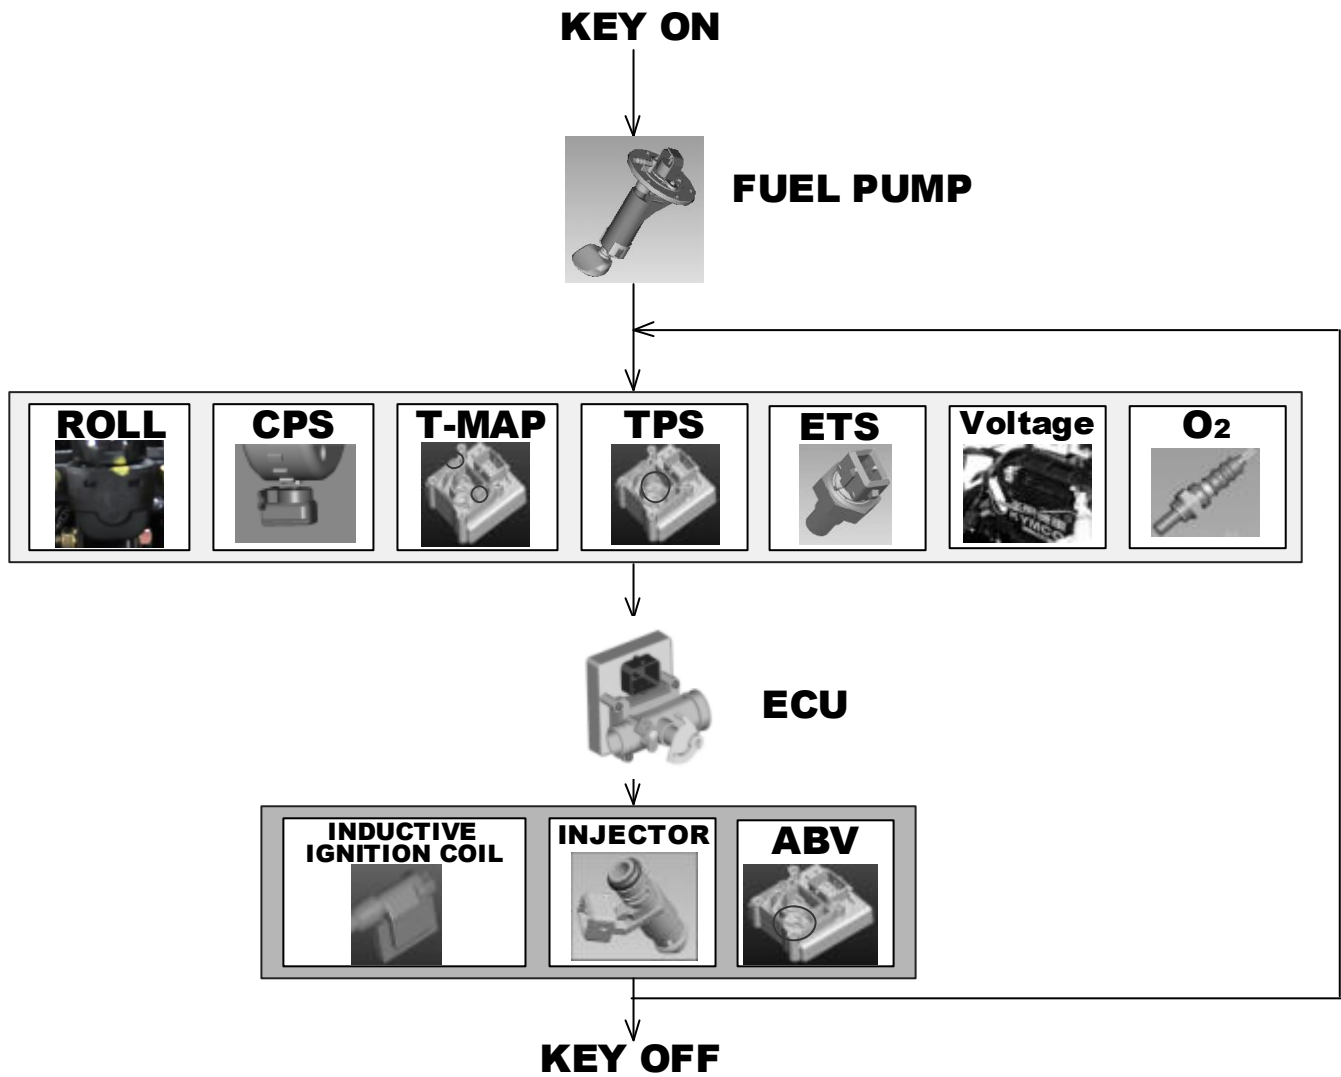 KEY ON
FUEL PUMP
ROLL
CPS
T-MAP
TPS
ETS
Voltage
O2
KYMCO
ECU
INDUCTIVE
IGNITION COIL
INJECTOR
ABV
KEY OFF